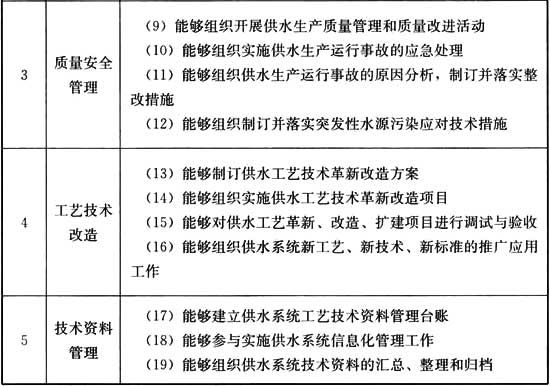 （9）能够组织开展供水生产质量管理和质量改进活动
（10）能够组织实施供水生产运行事故的应急处理
3
质量安全
管理
（11）能够组织供水生产运行事故的原因分析，制订并落实整
改措施
（12）能够组织制订并落实突发性水源污染应对技术措施
（13）能够制订供水工艺技术革新改造方案
（14）能够组织实施供水工艺技术革新改造项目
4
工艺技术
改造
（15）能够对供水工艺革新、改造、扩建项目进行调试与验收
（16）能够组织供水系统新工艺、新技术、新标准的推广应用
工作
（17）能够建立供水系统工艺技术资料管理台账
5
技术资料
管理
（18）能够参与实施供水系统信息化管理工作
（19）能够组织供水系统技术资料的汇总、整理和归档